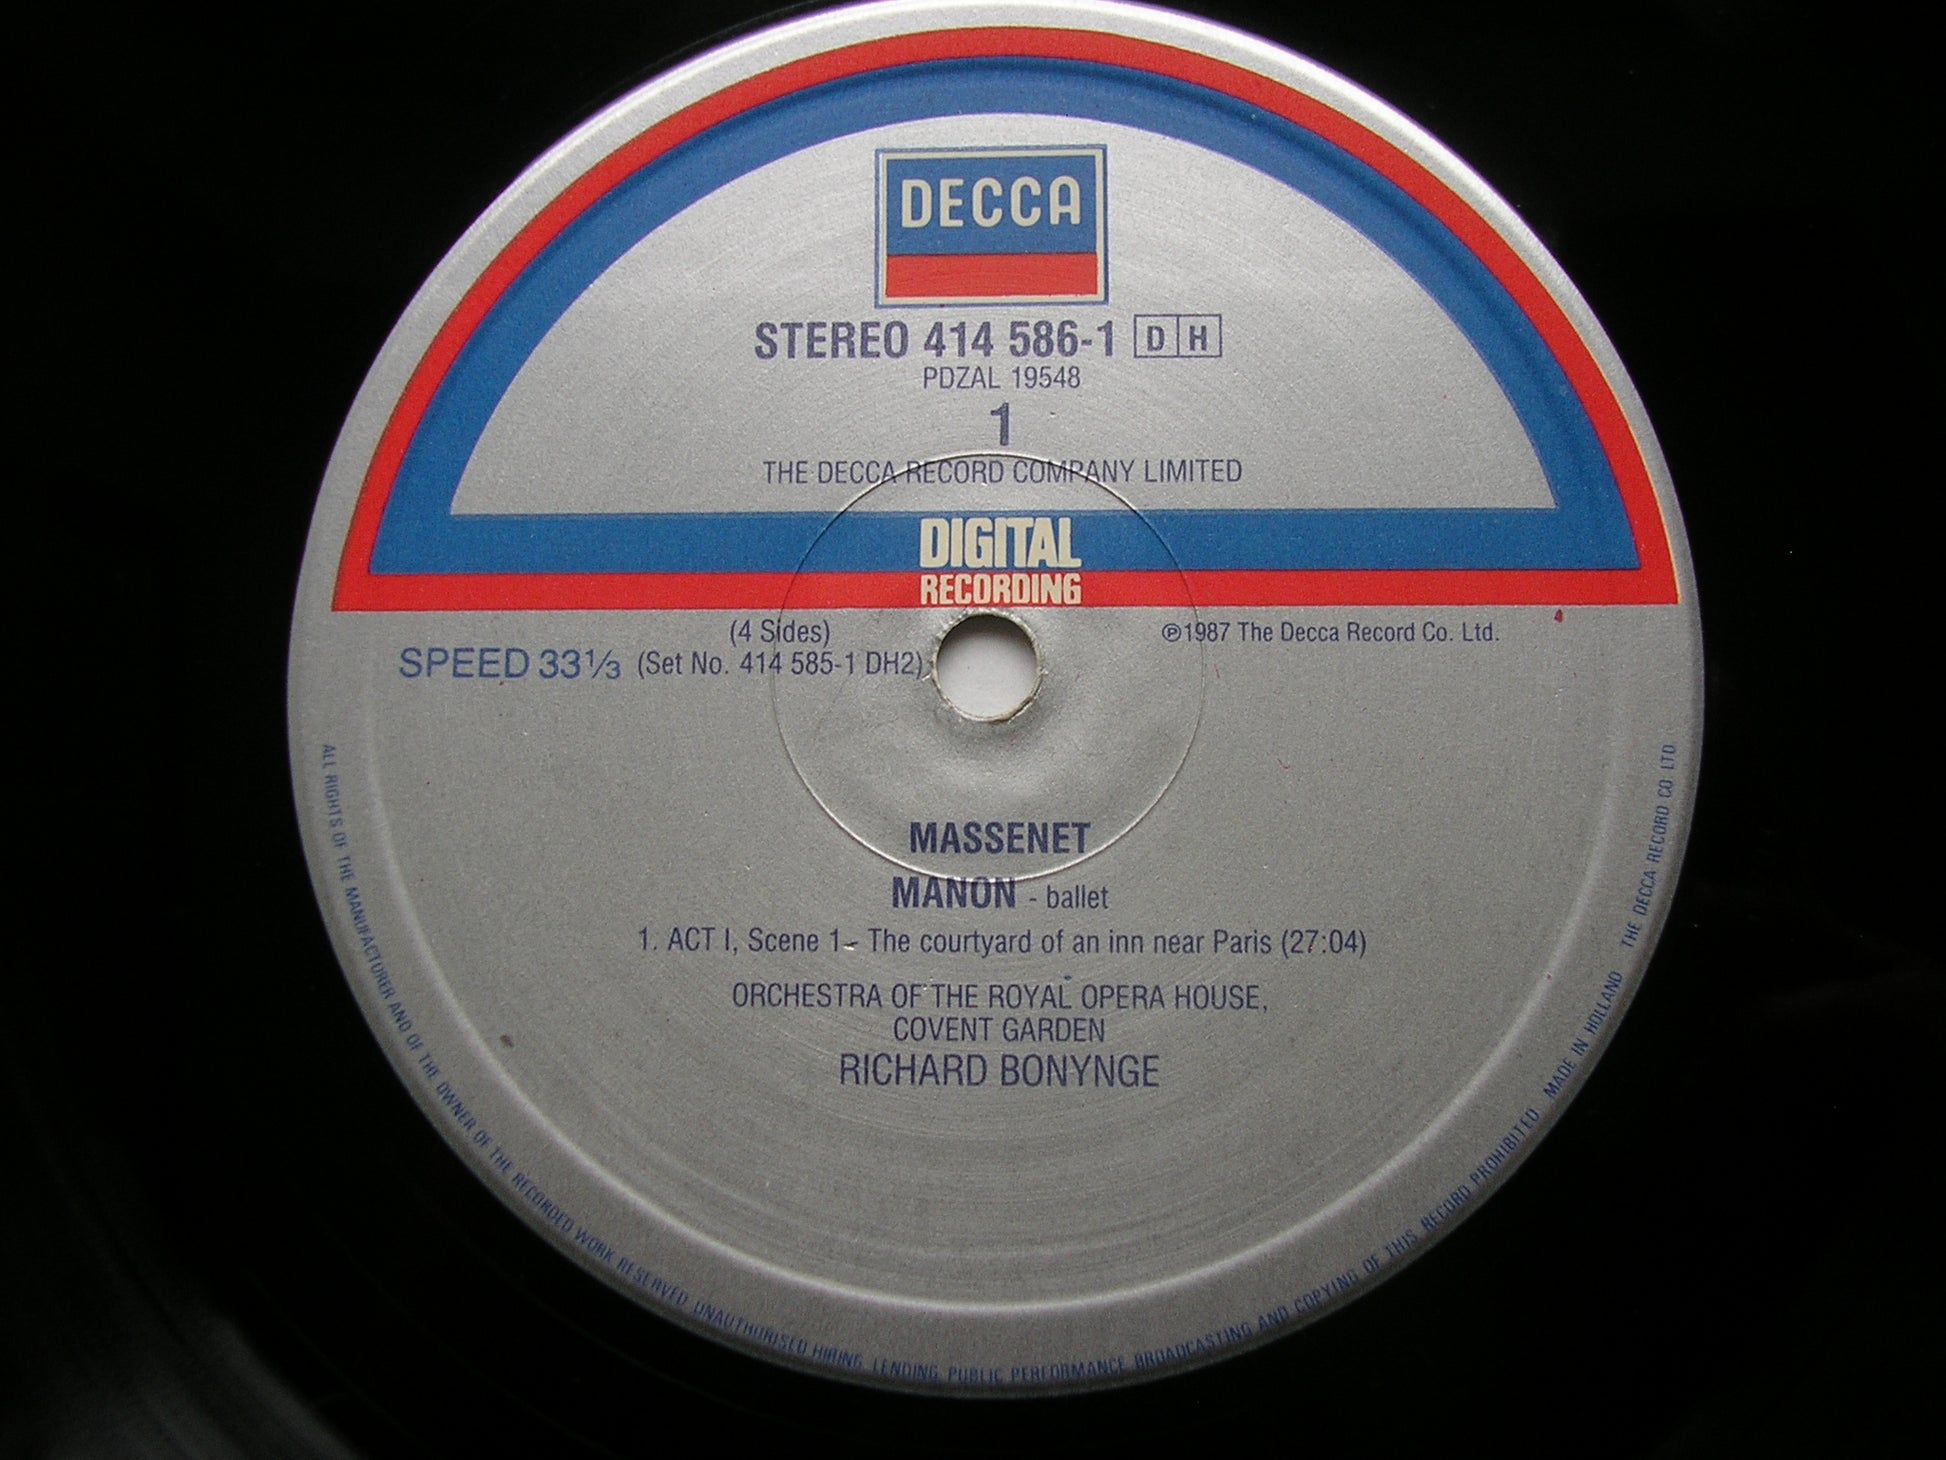 DECCA
STEREO 414 586-1 D H
PDZAL 19548
1
THE DECCA RECORD COMPANY LIMITED
DIGITAL
RECORDING
(4 Sides)
SPEED 33⅓ (Set No. 414 585-1 DH2)
℗1987 The Decca Record Co. Ltd.
MASSENET
MANON - ballet
1. ACT I, Scene 1 - The courtyard of an inn near Paris (27:04)
ORCHESTRA OF THE ROYAL OPERA HOUSE,
COVENT GARDEN
RICHARD BONYNGE
ALL RIGHTS OF THE MANUFACTURER AND OF THE OWNER OF THE RECORDED WORK RESERVED UNAUTHORISED HIRING LENDING PUBLIC PERFORMANCE BROADCASTING AND COPYING OF THIS RECORD PROHIBITED MADE IN HOLLAND THE DECCA RECORD CO LTD.